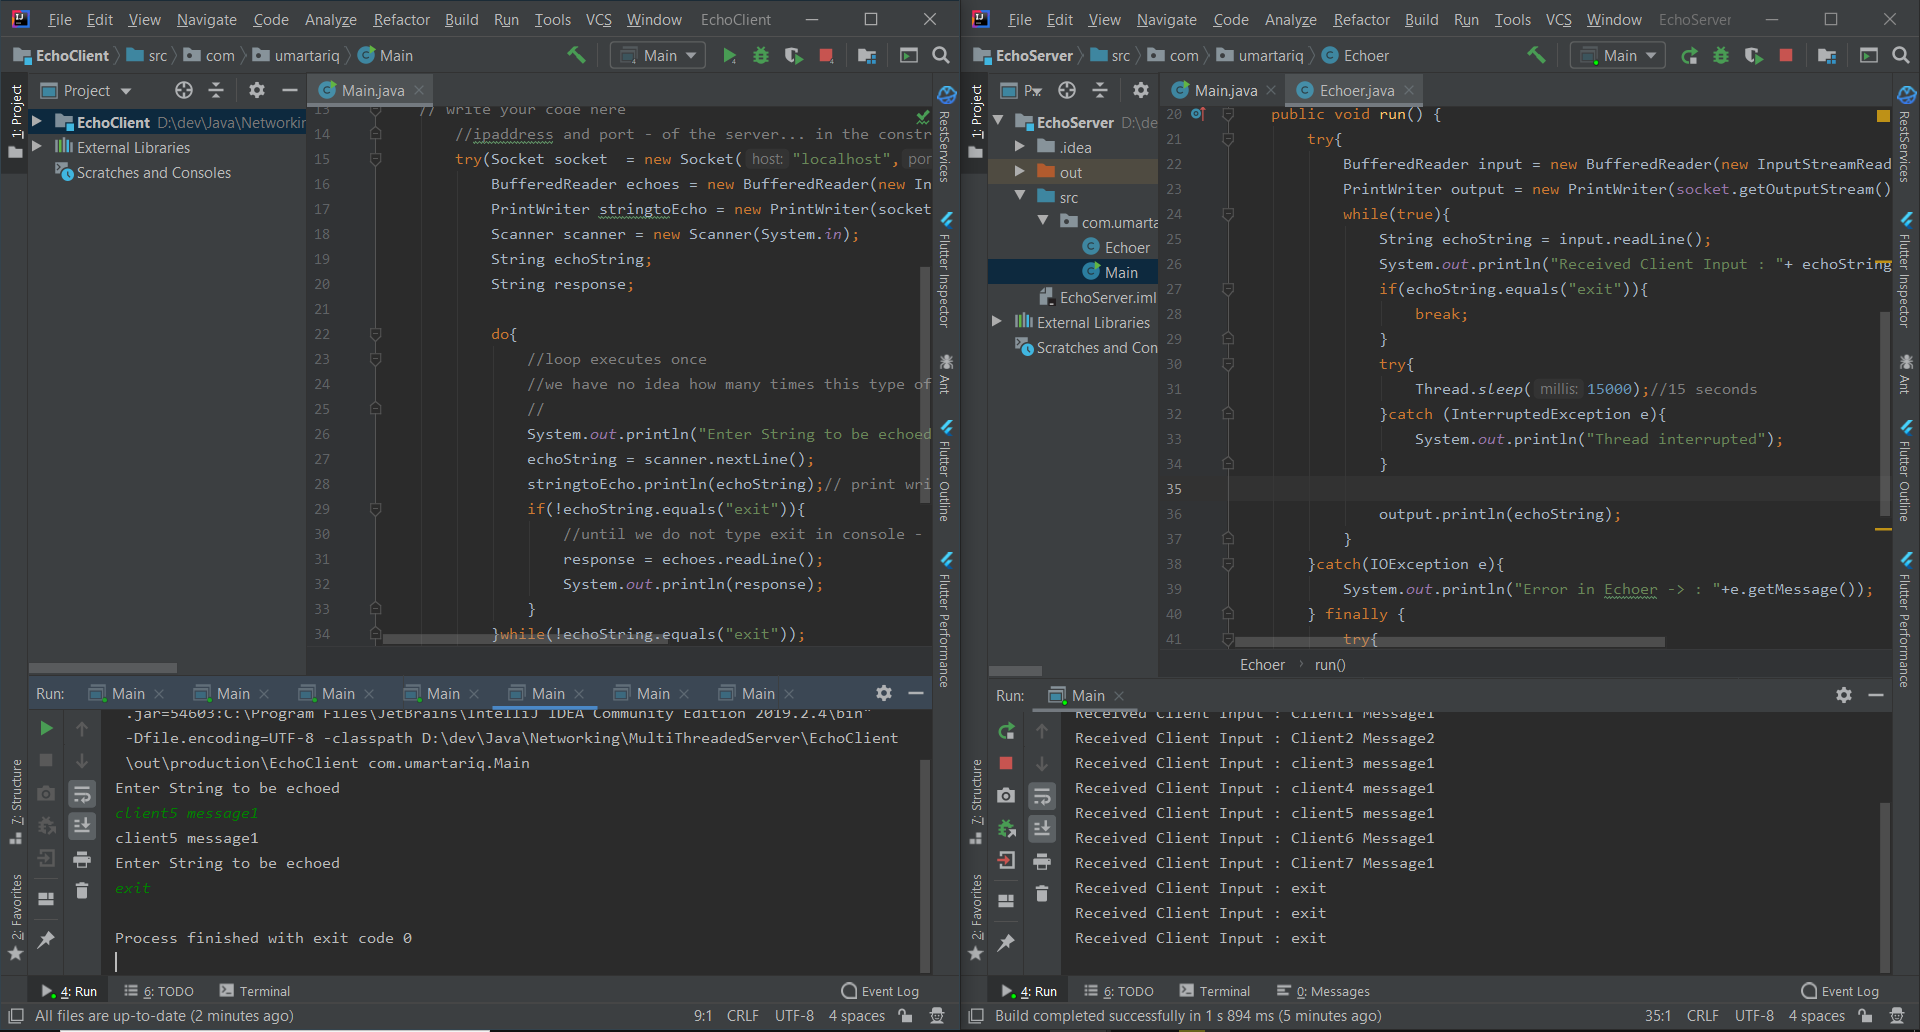 File Edit View Navigate Code Analyze Refactor Build Run Tools VCS Window EchoClient
EchoClient src com umartariq Main
Main
Project
Main.java
1: Project
EchoClient D:\dev\Java\Networkin
External Libraries
Scratches and Consoles
13 // write your code here
14 //ipaddress and port - of the server... in the constr
15 try(Socket socket = new Socket( host: "localhost", por
16 BufferedReader echoes = new BufferedReader(new In
17 PrintWriter stringtoEcho = new PrintWriter(socket
18 Scanner scanner = new Scanner(System.in);
19 String echoString;
20 String response;
21
22 do{
23 //loop executes once
24 //we have no idea how many times this type of
25 //
26 System.out.println("Enter String to be echoed
27 echoString = scanner.nextLine();
28 stringtoEcho.println(echoString);// print wri
29 if(!echoString.equals("exit")){
30 //until we do not type exit in console -
31 response = echoes.readLine();
32 System.out.println(response);
33 }
34 }while(!echoString.equals("exit"));
RestServices
Flutter Inspector
Ant
Flutter Outline
Flutter Performance
Run: Main Main Main Main Main Main Main
.jar=54603:C:\Program Files\JetBrains\IntelliJ IDEA Community Edition 2019.2.4\bin"
-Dfile.encoding=UTF-8 -classpath D:\dev\Java\Networking\MultiThreadedServer\EchoClient
\out\production\EchoClient com.umartariq.Main
Enter String to be echoed
client5 message1
client5 message1
Enter String to be echoed
exit
Process finished with exit code 0
7: Structure
2: Favorites
4: Run 6: TODO Terminal Event Log
All files are up-to-date (2 minutes ago) 9:1 CRLF UTF-8 4 spaces
File Edit View Navigate Code Analyze Refactor Build Run Tools VCS Window EchoServer
EchoServer src com umartariq Echoer
Main
P...
Main.java Echoer.java
1: Project
EchoServer D:\de
.idea
out
src
com.umarta
Echoer
Main
EchoServer.iml
External Libraries
Scratches and Con
20 public void run() {
21 try{
22 BufferedReader input = new BufferedReader(new InputStreamRead
23 PrintWriter output = new PrintWriter(socket.getOutputStream()
24 while(true){
25 String echoString = input.readLine();
26 System.out.println("Received Client Input : "+ echoString
27 if(echoString.equals("exit")){
28 break;
29 }
30 try{
31 Thread.sleep( millis: 15000);//15 seconds
32 }catch (InterruptedException e){
33 System.out.println("Thread interrupted");
34 }
35
36 output.println(echoString);
37 }
38 }catch(IOException e){
39 System.out.println("Error in Echoer -> : "+e.getMessage());
40 } finally {
41 try{
Echoer run()
RestServices
Flutter Inspector
Ant
Flutter Outline
Flutter Performance
Run: Main
Received Client Input : Client1 Message1
Received Client Input : Client2 Message2
Received Client Input : client3 message1
Received Client Input : client4 message1
Received Client Input : client5 message1
Received Client Input : Client6 Message1
Received Client Input : Client7 Message1
Received Client Input : exit
Received Client Input : exit
Received Client Input : exit
7: Structure
2: Favorites
4: Run 6: TODO Terminal 0: Messages Event Log
Build completed successfully in 1 s 894 ms (5 minutes ago) 35:1 CRLF UTF-8 4 spaces